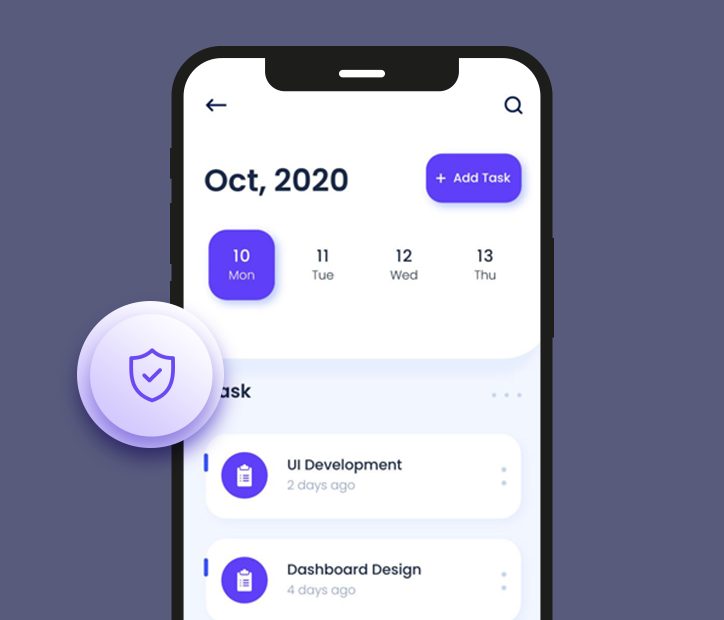 Oct, 2020
+ Add Task
10 11 12 13
Mon Tue Wed Thu
ask
UI Development
2 days ago
Dashboard Design
4 days ago